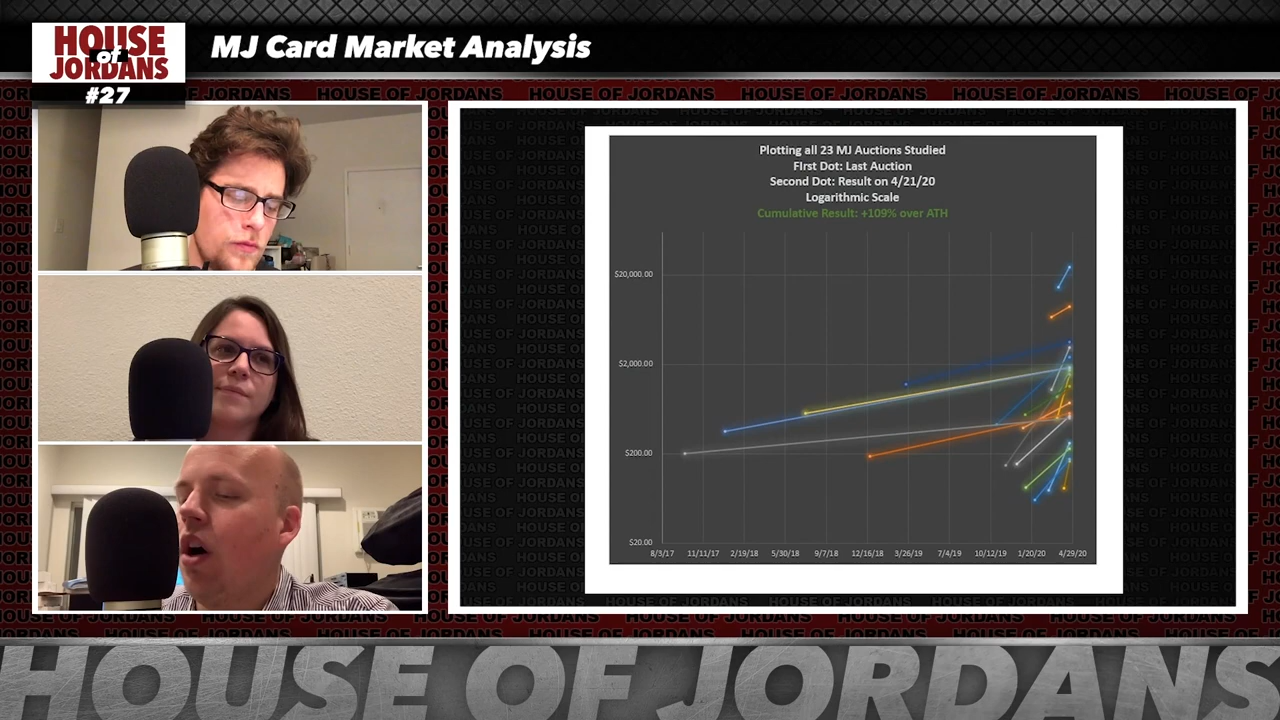 HOUSE
of
JORDANS
#27
MJ Card Market Analysis
Plotting all 23 MJ Auctions Studied
First Dot: Last Auction
Second Dot: Result on 4/21/20
Logarithmic Scale
Cumulative Result: +109% over ATH
$20,000.00
$2,000.00
$200.00
$20.00
8/3/17 11/11/17 2/19/18 5/30/18 9/7/18 12/16/18 3/26/19 7/4/19 10/12/19 1/20/20 4/29/20
HOUSE OF JORDANS